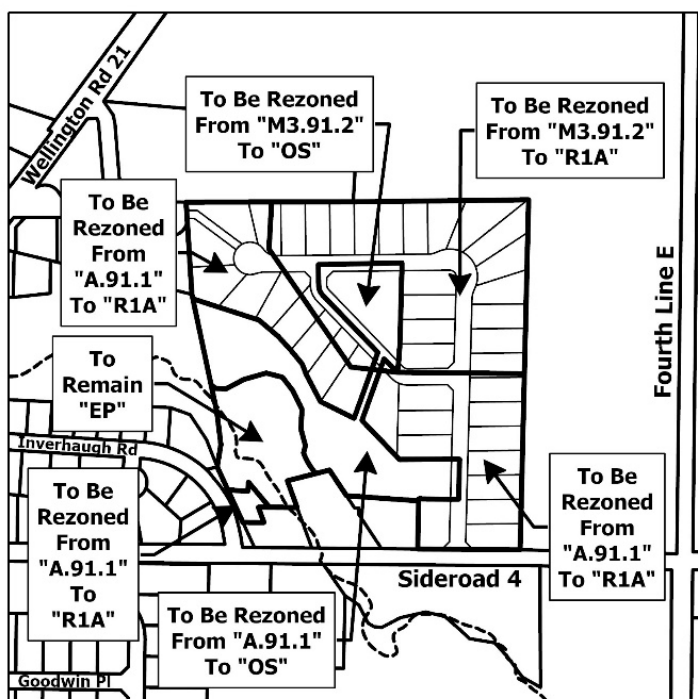 Wellington Rd 21
To Be Rezoned
From "M3.91.2"
To "OS"
To Be Rezoned
From "M3.91.2"
To "R1A"
To Be
Rezoned
From
"A.91.1"
To "R1A"
Fourth Line E
To
Remain
"EP"
Inverhaugh Rd
To Be
Rezoned
From
"A.91.1"
To
"R1A"
To Be
Rezoned
From
"A.91.1"
To "R1A"
Sideroad 4
To Be Rezoned
From "A.91.1"
To "OS"
Goodwin Pl